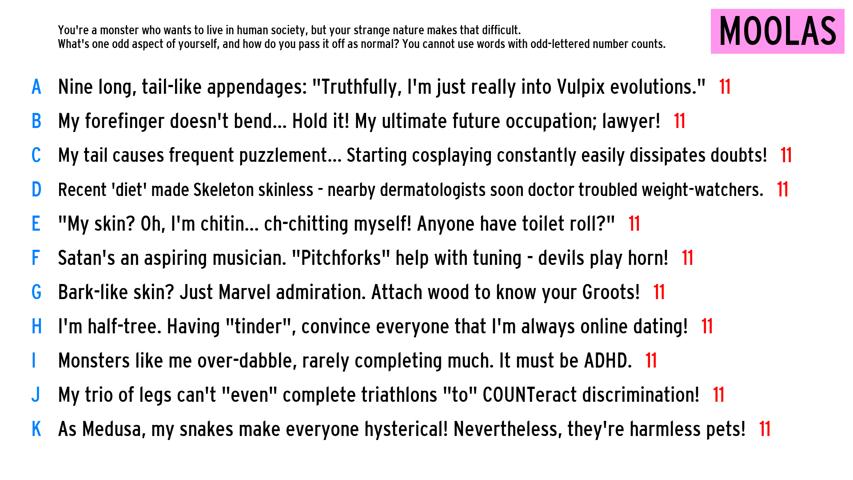 You're a monster who wants to live in human society, but your strange nature makes that difficult.
What's one odd aspect of yourself, and how do you pass it off as normal? You cannot use words with odd-lettered number counts.
MOOLAS
A Nine long, tail-like appendages: "Truthfully, I'm just really into Vulpix evolutions." 11
B My forefinger doesn't bend... Hold it! My ultimate future occupation; lawyer! 11
C My tail causes frequent puzzlement... Starting cosplaying constantly easily dissipates doubts! 11
D Recent 'diet' made Skeleton skinless - nearby dermatologists soon doctor troubled weight-watchers. 11
E "My skin? Oh, I'm chitin... ch-chitting myself! Anyone have toilet roll?" 11
F Satan's an aspiring musician. "Pitchforks" help with tuning - devils play horn! 11
G Bark-like skin? Just Marvel admiration. Attach wood to know your Groots! 11
H I'm half-tree. Having "tinder", convince everyone that I'm always online dating! 11
I Monsters like me over-dabble, rarely completing much. It must be ADHD. 11
J My trio of legs can't "even" complete triathlons "to" COUNTeract discrimination! 11
K As Medusa, my snakes make everyone hysterical! Nevertheless, they're harmless pets! 11